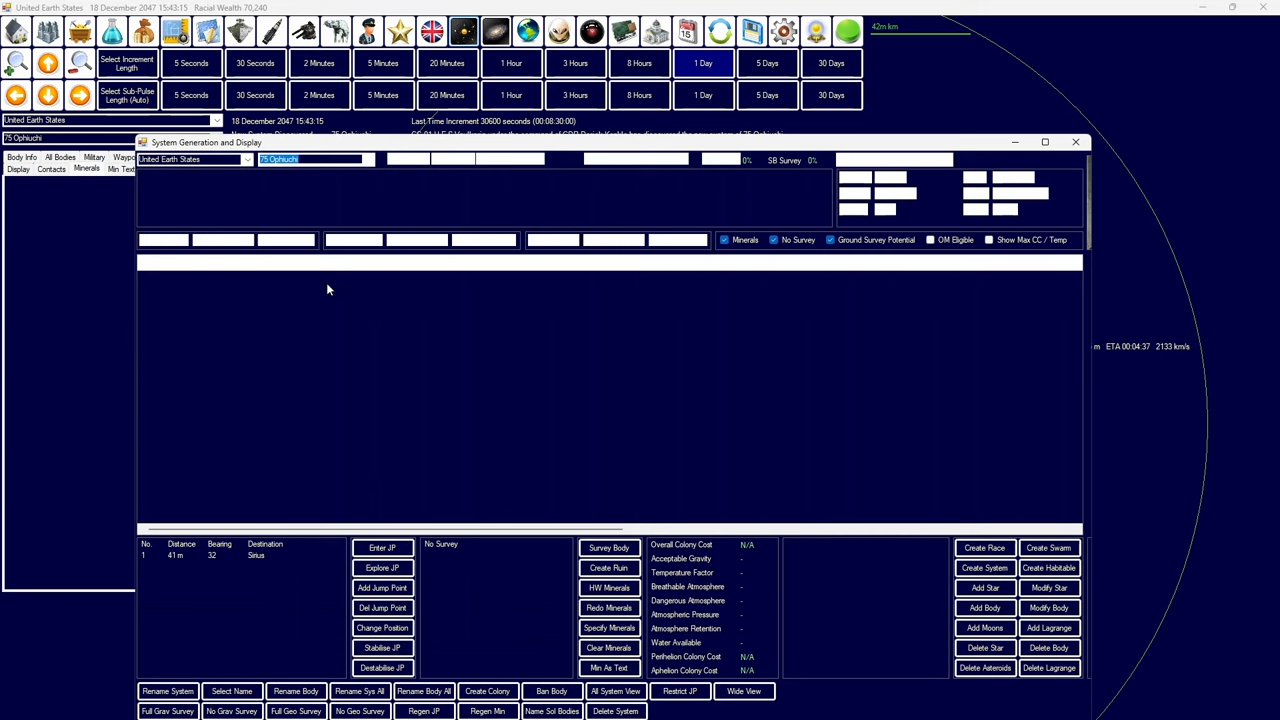 United Earth States 18 December 2047 15:43:15 Racial Wealth 70,240
42m km
Select Increment Length 5 Seconds 30 Seconds 2 Minutes 5 Minutes 20 Minutes 1 Hour 3 Hours 8 Hours 1 Day 5 Days 30 Days
Select Sub-Pulse Length (Auto) 5 Seconds 30 Seconds 2 Minutes 5 Minutes 20 Minutes 1 Hour 3 Hours 8 Hours 1 Day 5 Days 30 Days
United Earth States 18 December 2047 15:43:15 Last Time Increment 30600 seconds (00:08:30:00)
75 Ophiuchi
System Generation and Display
Body Info All Bodies Military Waypo
Display Contacts Minerals Min Text
United Earth States 75 Ophiuchi 0% SB Survey 0%
Minerals No Survey Ground Survey Potential OM Eligible Show Max CC / Temp
m ETA 00:04:37 2133 km/s
No. Distance Bearing Destination
1 41 m 32 Sirius
Enter JP
Explore JP
Add Jump Point
Del Jump Point
Change Position
Stabilise JP
Destabilise JP
No Survey
Survey Body
Create Ruin
HW Minerals
Redo Minerals
Specify Minerals
Clear Minerals
Min As Text
Overall Colony Cost N/A
Acceptable Gravity -
Temperature Factor -
Breathable Atmosphere -
Dangerous Atmosphere -
Atmospheric Pressure -
Atmosphere Retention -
Water Available -
Perihelion Colony Cost N/A
Aphelion Colony Cost N/A
Create Race Create Swarm
Create System Create Habitable
Add Star Modify Star
Add Body Modify Body
Add Moons Add Lagrange
Delete Star Delete Body
Delete Asteroids Delete Lagrange
Rename System Select Name Rename Body Rename Sys All Rename Body All Create Colony Ban Body All System View Restrict JP Wide View
Full Grav Survey No Grav Survey Full Geo Survey No Geo Survey Regen JP Regen Min Name Sol Bodies Delete System